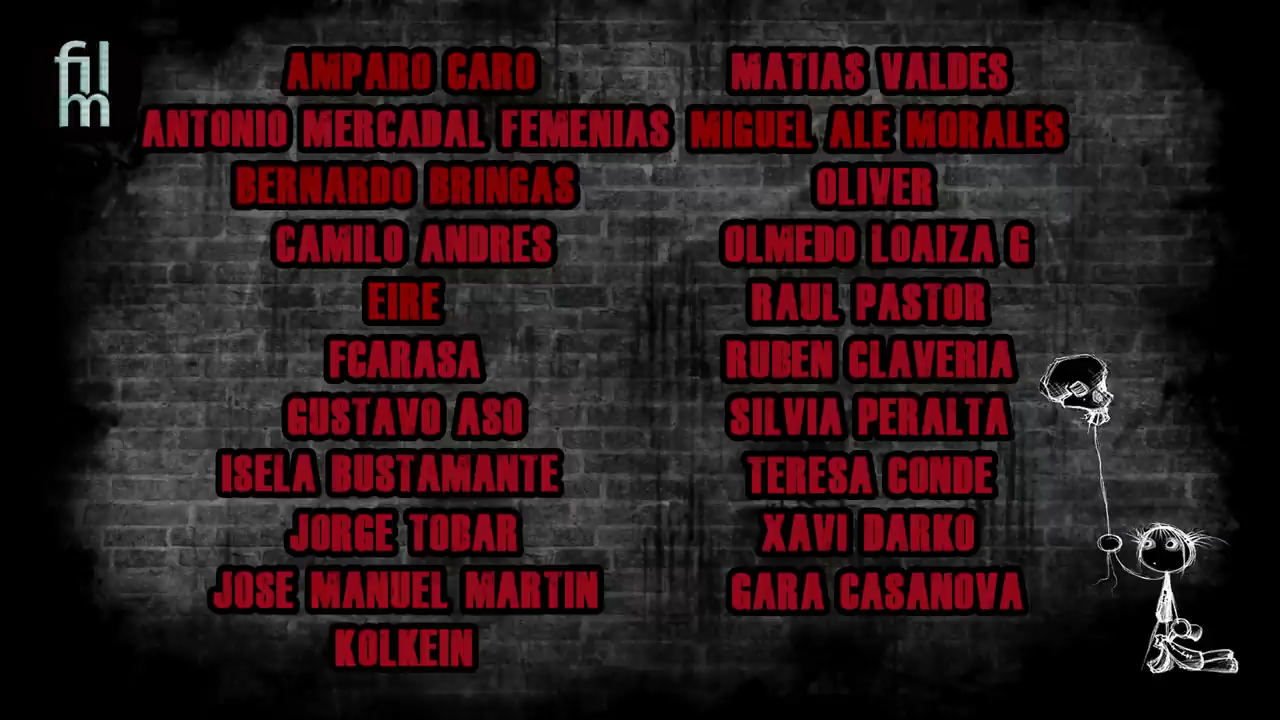 film
AMPARO CARO
ANTONIO MERCADAL FEMENIAS
BERNARDO BRINGAS
CAMILO ANDRES
EIRE
FCARASA
GUSTAVO ASO
ISELA BUSTAMANTE
JORGE TOBAR
JOSE MANUEL MARTIN
KOLKEIN
MATIAS VALDES
MIGUEL ALE MORALES
OLIVER
OLMEDO LOAIZA G
RAUL PASTOR
RUBEN CLAVERIA
SILVIA PERALTA
TERESA CONDE
XAVI DARKO
GARA CASANOVA